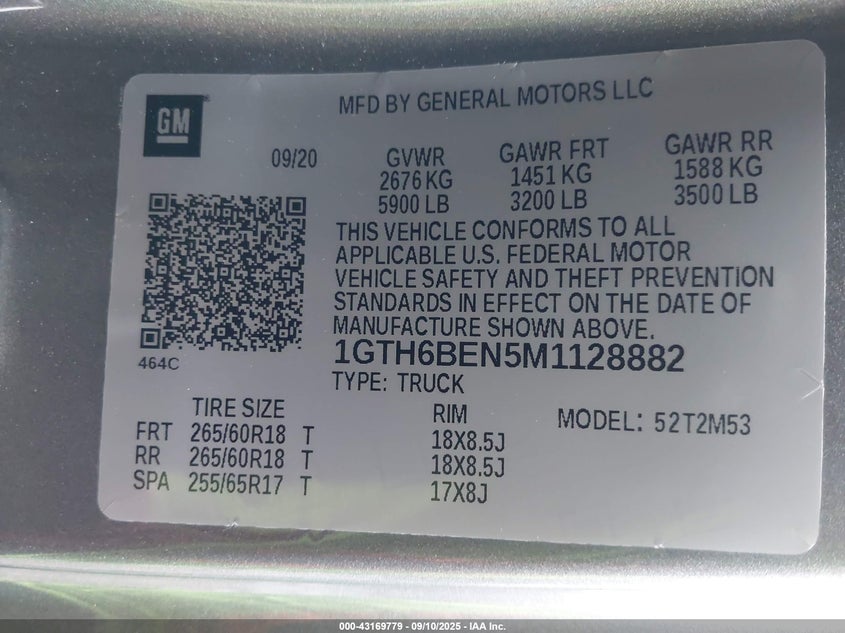 GM
MFD BY GENERAL MOTORS LLC
09/20
GVWR GAWR FRT GAWR RR
2676 KG 1451 KG 1588 KG
5900 LB 3200 LB 3500 LB
THIS VEHICLE CONFORMS TO ALL
APPLICABLE U.S. FEDERAL MOTOR
VEHICLE SAFETY AND THEFT PREVENTION
STANDARDS IN EFFECT ON THE DATE OF
MANUFACTURE SHOWN ABOVE.
464C
1GTH6BEN5M1128882
TYPE: TRUCK
TIRE SIZE RIM MODEL: 52T2M53
FRT 265/60R18 T 18X8.5J
RR 265/60R18 T 18X8.5J
SPA 255/65R17 T 17X8J
000-43169779 - 09/10/2025 - IAA Inc.